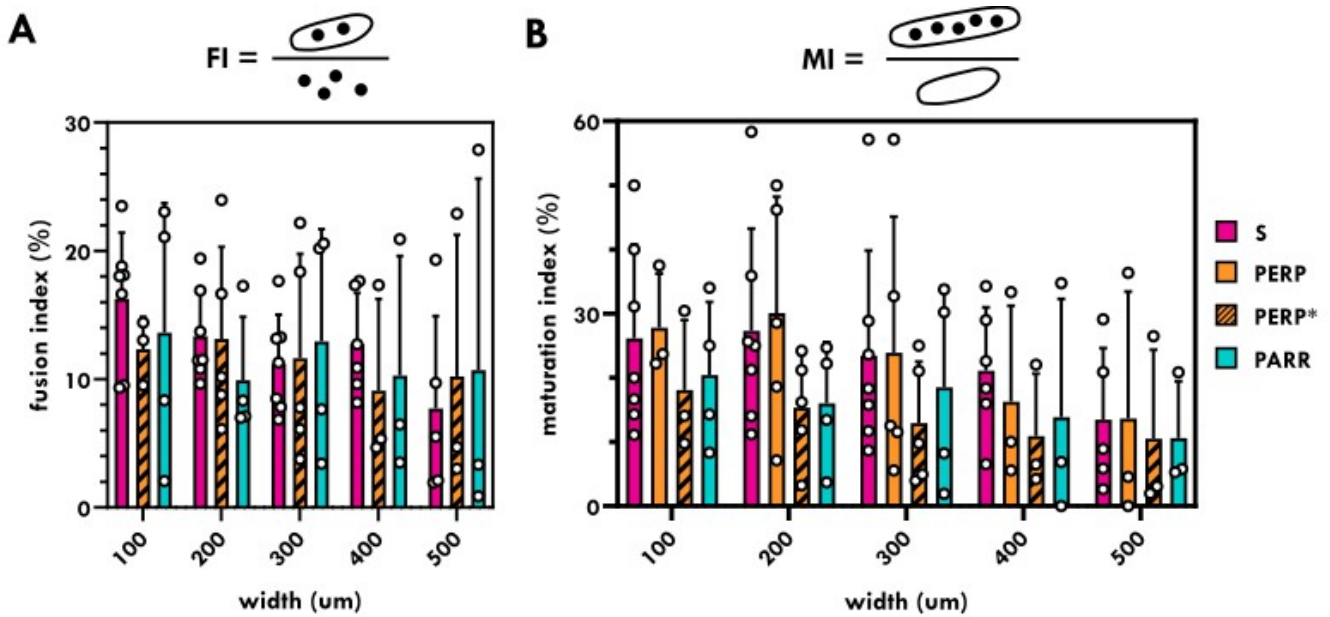 A
FI =
30
20
10
0
fusion index (%)
100
200
300
400
500
width (um)
B
MI =
60
30
0
maturation index (%)
100
200
300
400
500
width (um)
S
PERP
PERP*
PARR